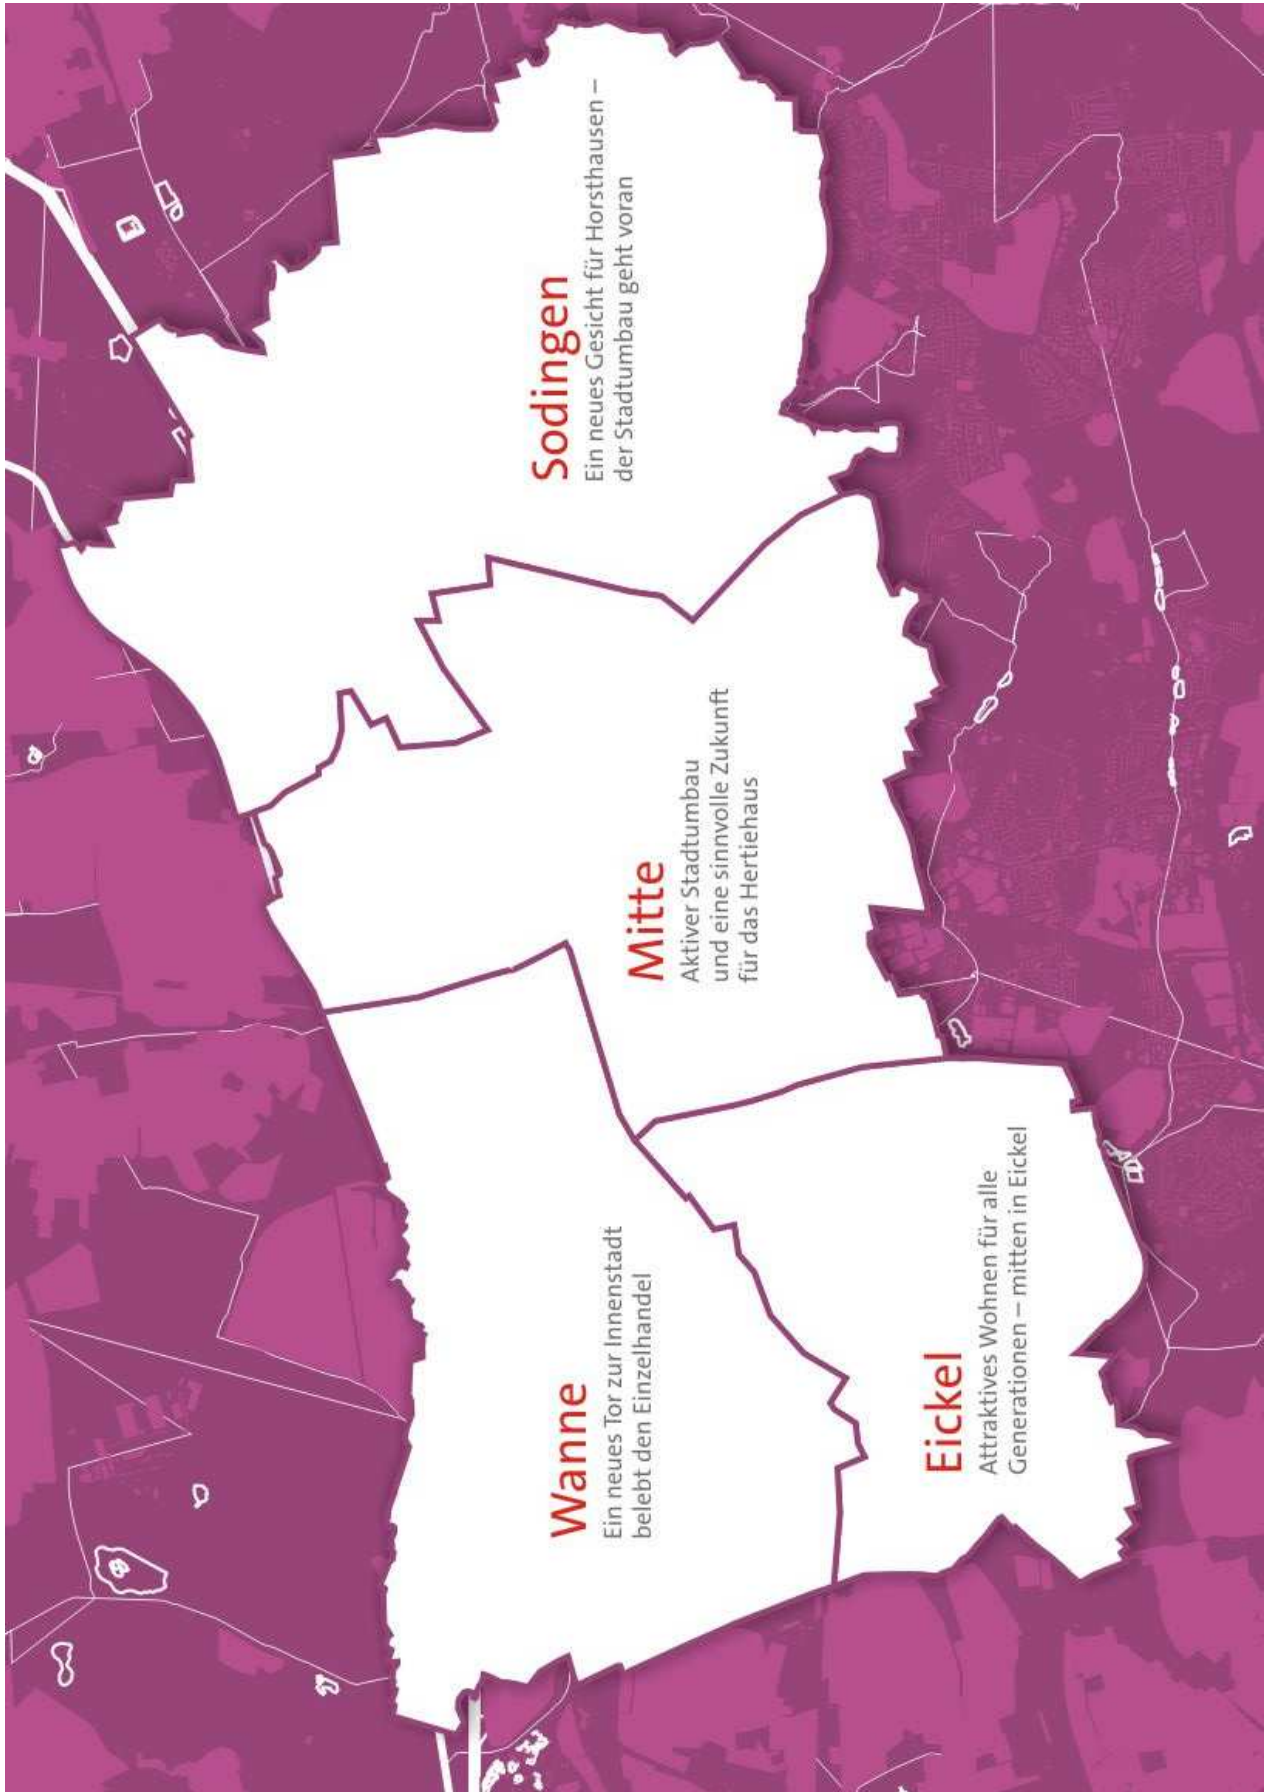 Wanne
Ein neues Tor zur Innenstadt
belebt den Einzelhandel
Eickel
Attraktives Wohnen für alle
Generationen – mitten in Eickel
Mitte
Aktiver Stadtumbau
und eine sinnvolle Zukunft
für das Hertiehaus
Sodingen
Ein neues Gesicht für Horsthausen –
der Stadtumbau geht voran